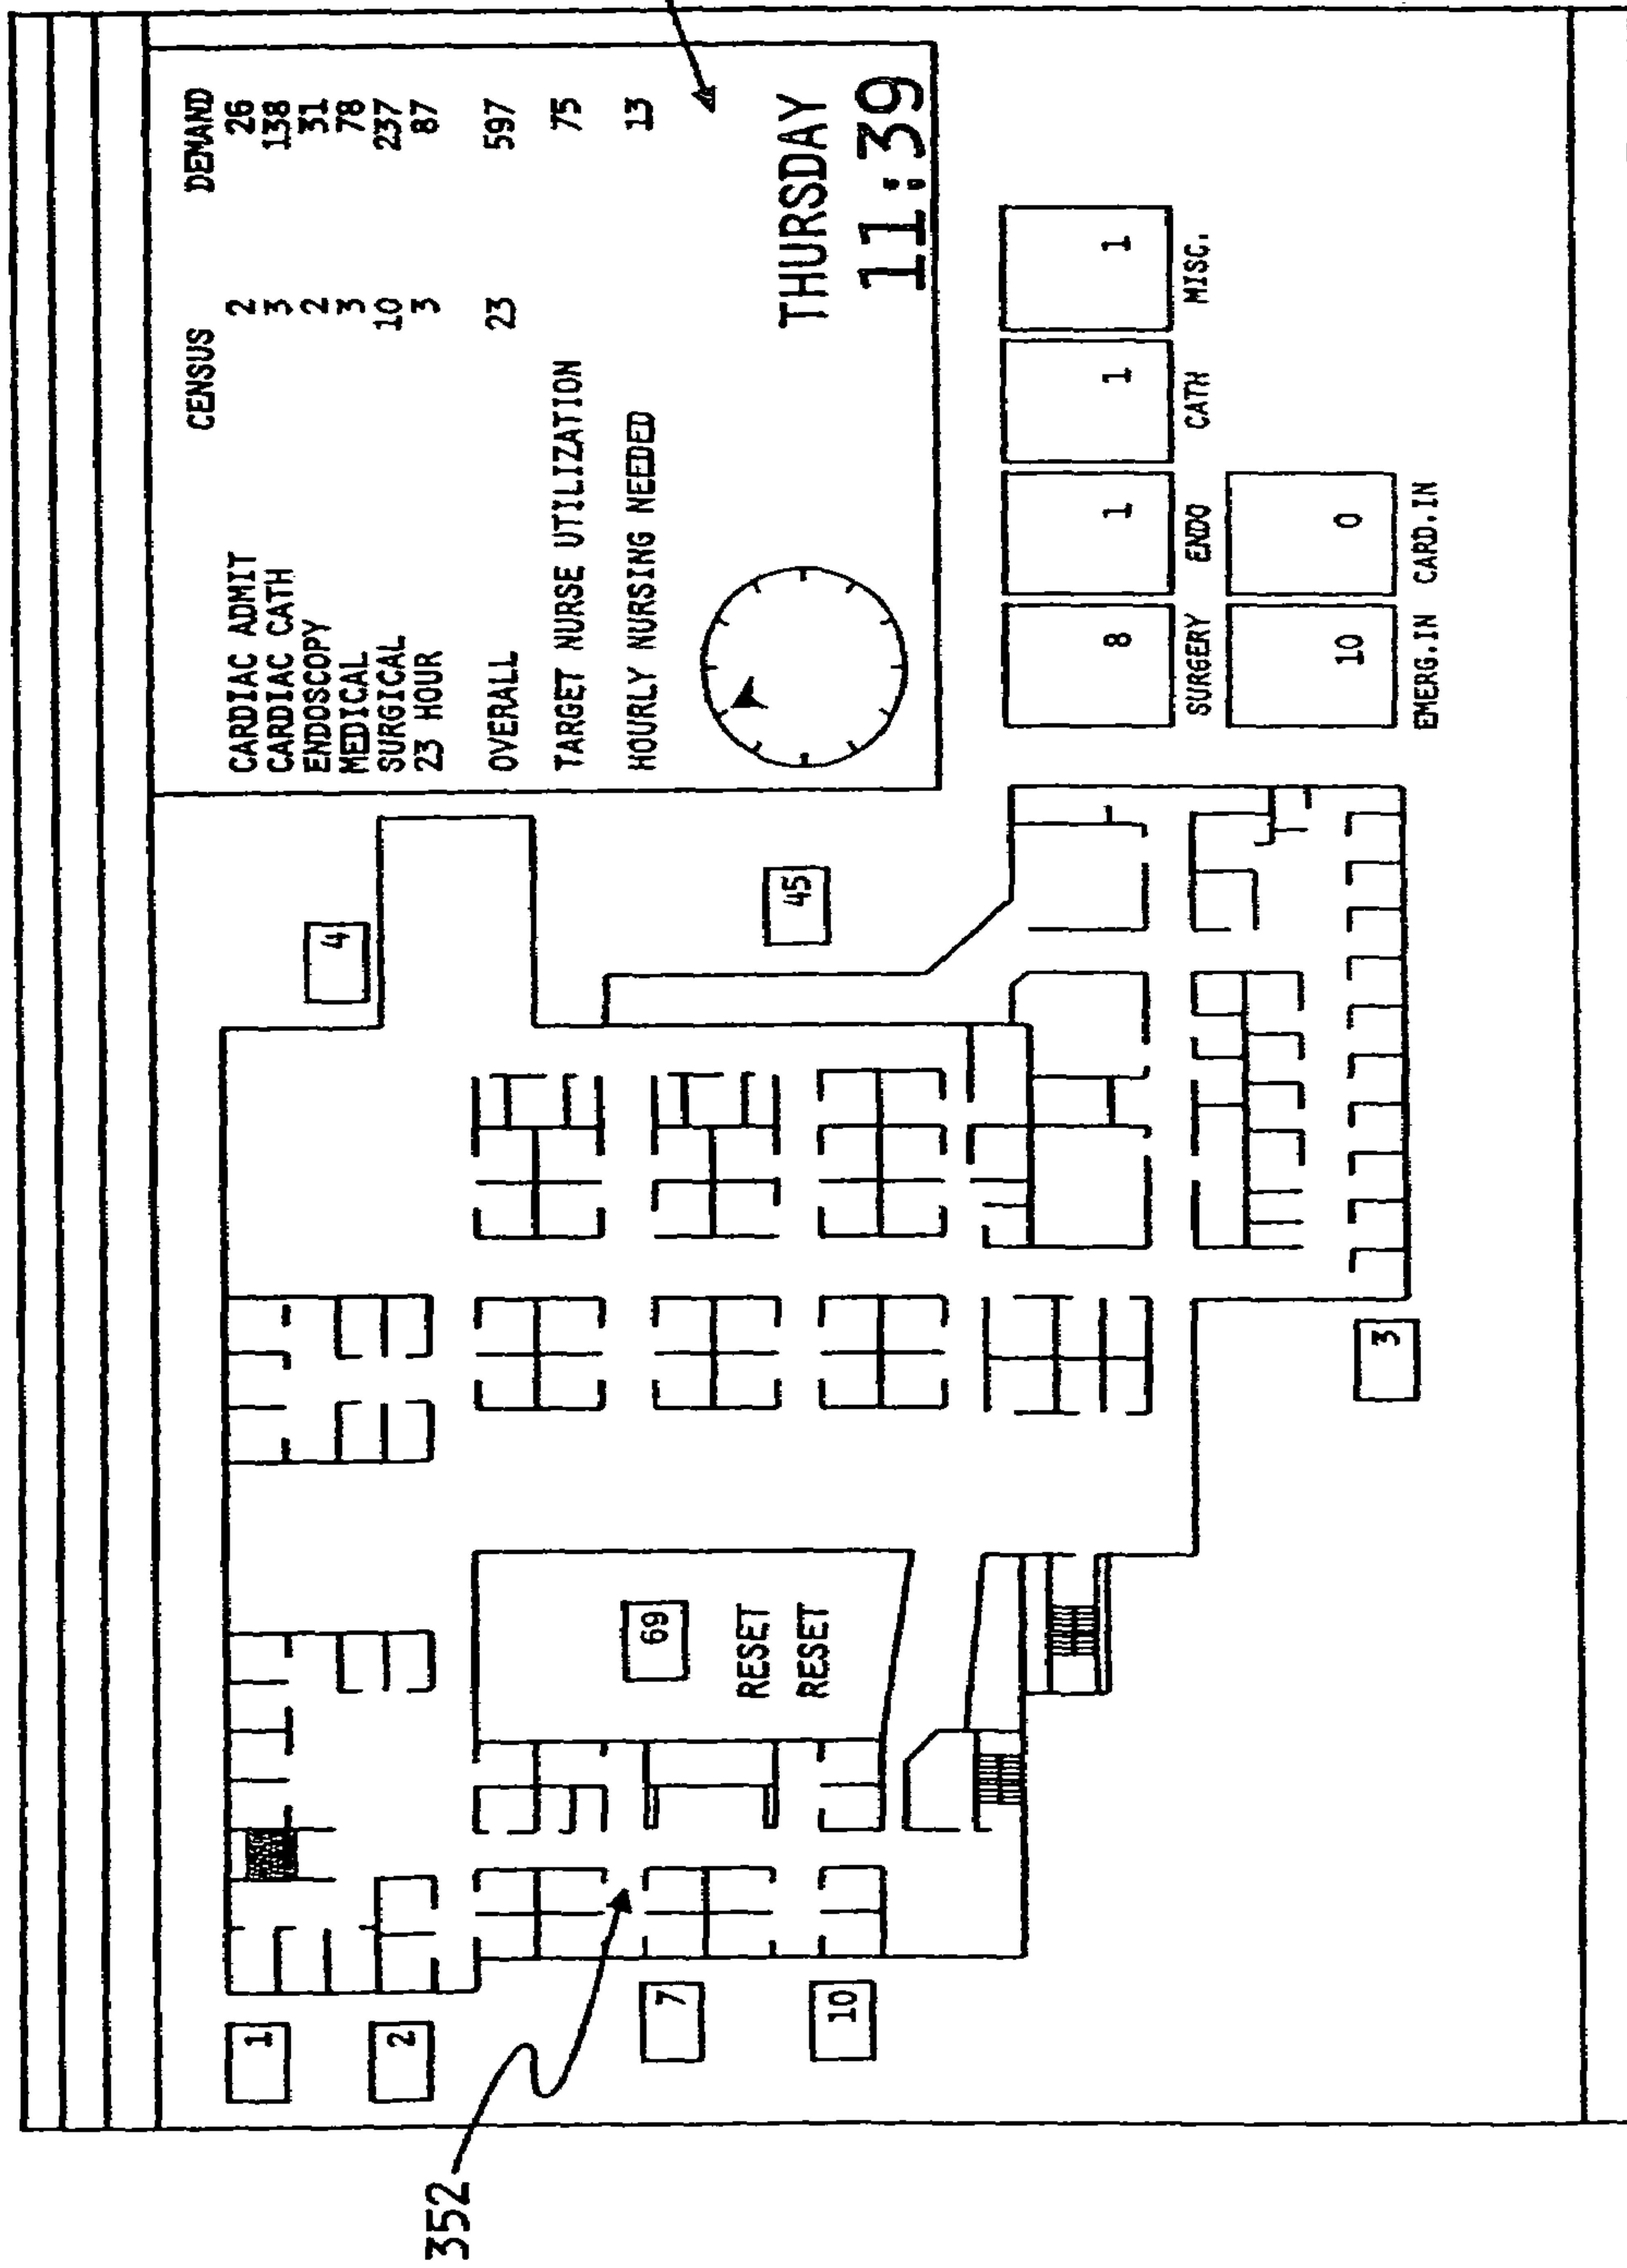 CENSUS DEMAND
CARDIAC ADMIT 2 26
CARDIAC CATH 3 138
ENDOSCOPY 2 31
MEDICAL 3 78
SURGICAL 10 237
23 HOUR 3 87
OVERALL 23 597
TARGET NURSE UTILIZATION 75
HOURLY NURSING NEEDED 13
THURSDAY
11:39
1
2
4
7
69
45
10
RESET
RESET
3
8 1 1 1
SURGERY ENDO CATH MISC.
10 0
EMERG.IN CARD.IN
352